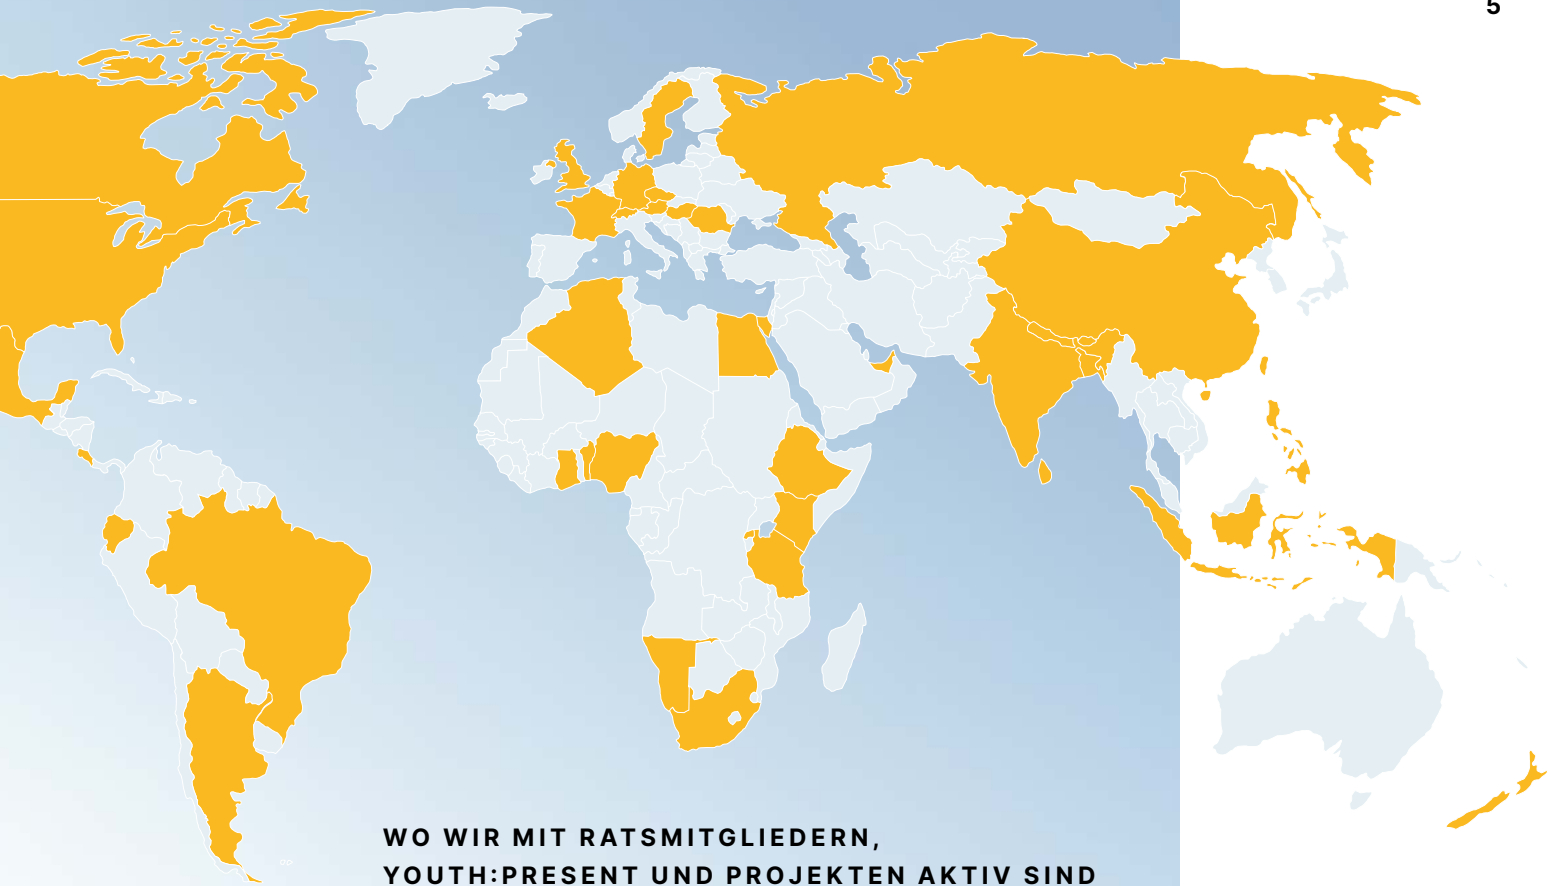 5
WO WIR MIT RATSMITGLIEDERN,
YOUTH:PRESENT UND PROJEKTEN AKTIV SIND